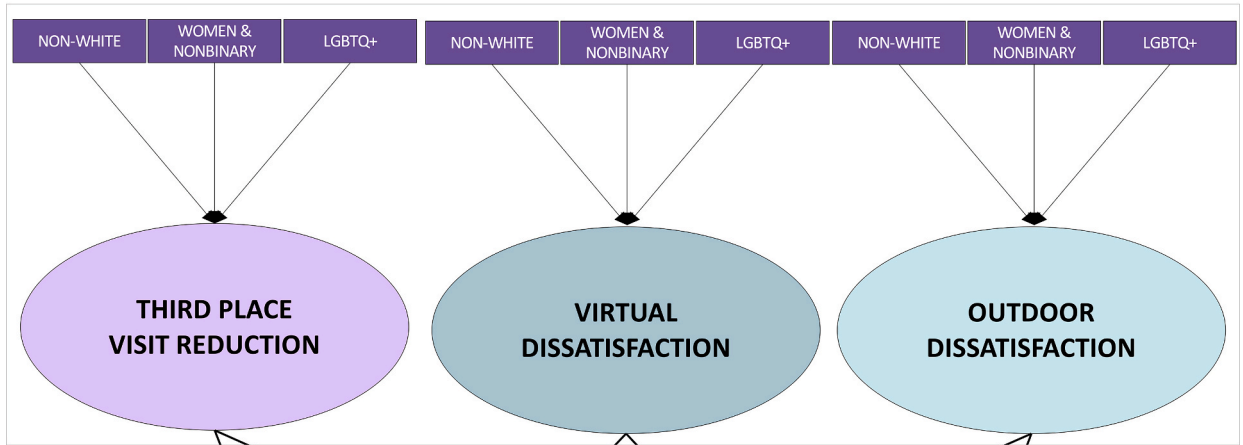 NON-WHITE
WOMEN &
NONBINARY
LGBTQ+
NON-WHITE
WOMEN &
NONBINARY
LGBTQ+
NON-WHITE
WOMEN &
NONBINARY
LGBTQ+
THIRD PLACE
VISIT REDUCTION
VIRTUAL
DISSATISFACTION
OUTDOOR
DISSATISFACTION